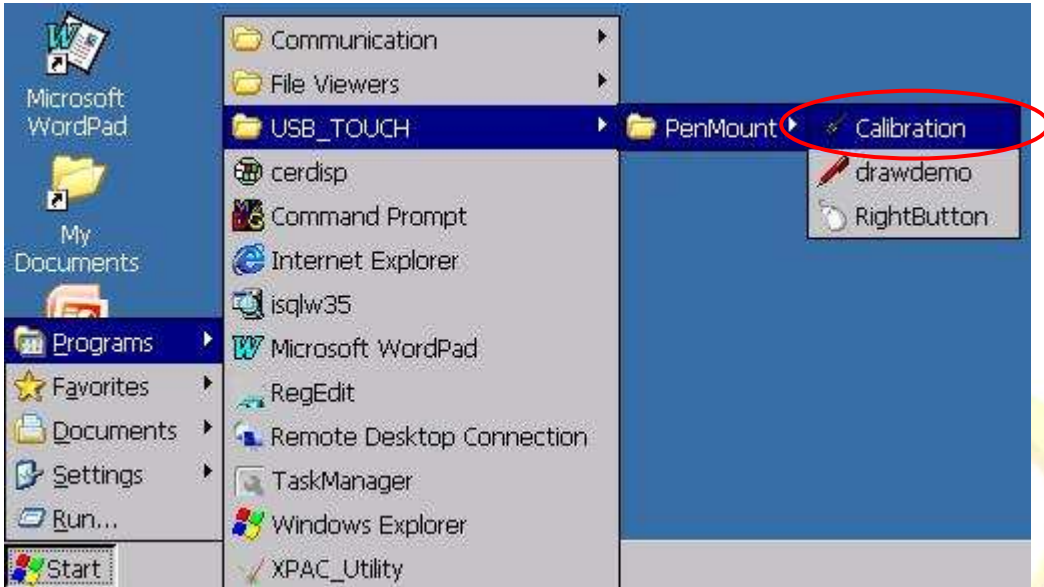 Microsoft
WordPad
My
Documents
Programs
Favorites
Documents
Settings
Run...
Start
Communication
File Viewers
USB_TOUCH
cerdisp
Command Prompt
Internet Explorer
isqlw35
Microsoft WordPad
RegEdit
Remote Desktop Connection
TaskManager
Windows Explorer
XPAC_Utility
PenMount
Calibration
drawdemo
RightButton